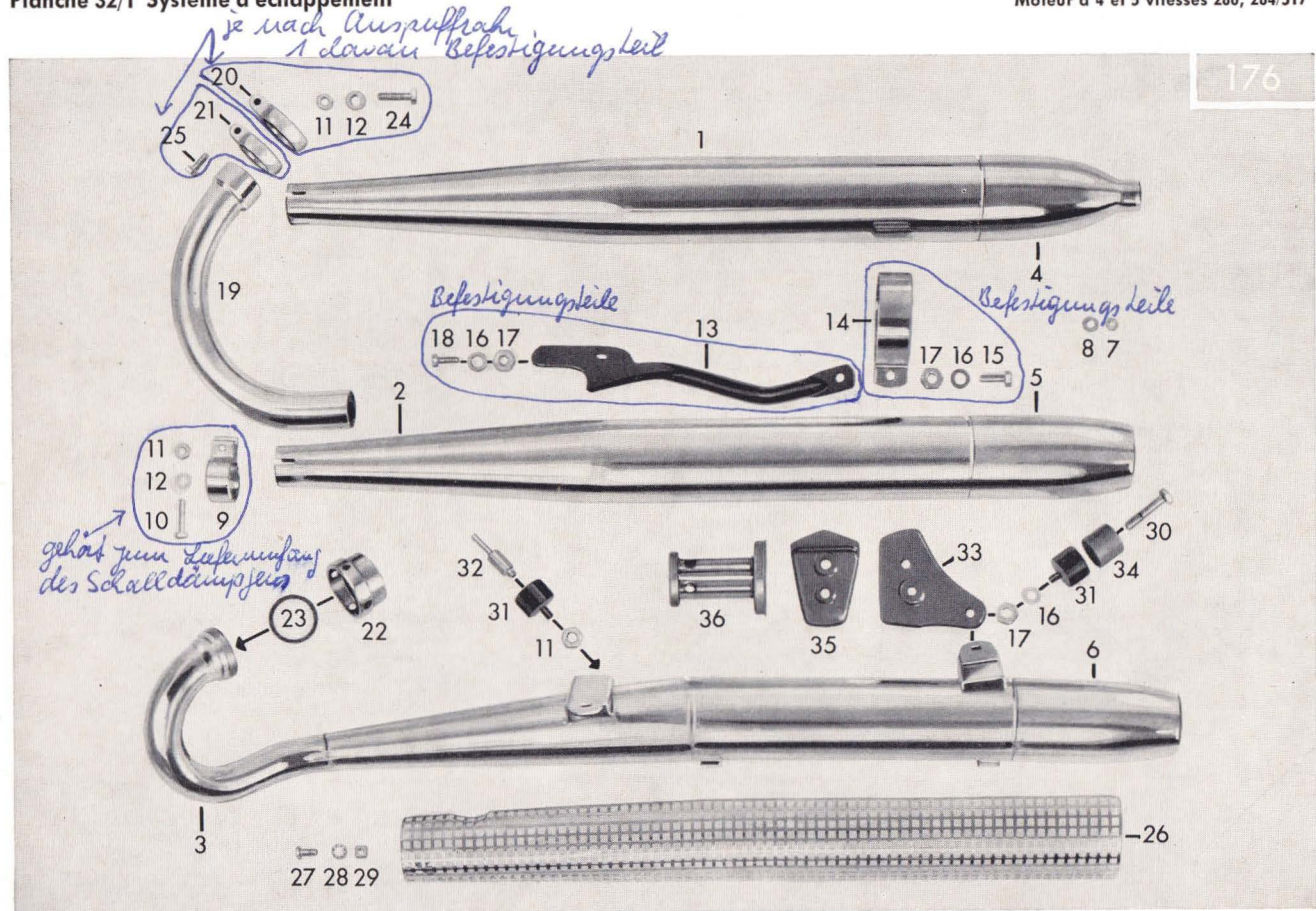 Planche 32/1 Système d'échappement
Moteur à 4 et 5 vitesses 266, 284/517
je nach Auspuffrohr
1 davon Befestigungsteil
176
20
11 12 24
21
25
1
19
4
Befestigungsteile
Befestigungsteile
13
14
18 16 17
8 7
17 16 15
2
5
11
12
10 9
30
gehört zum Lieferumfang
des Schalldämpfers
33
34
32
31
31
16
23
22
36
35
17
11
6
3
26
27 28 29